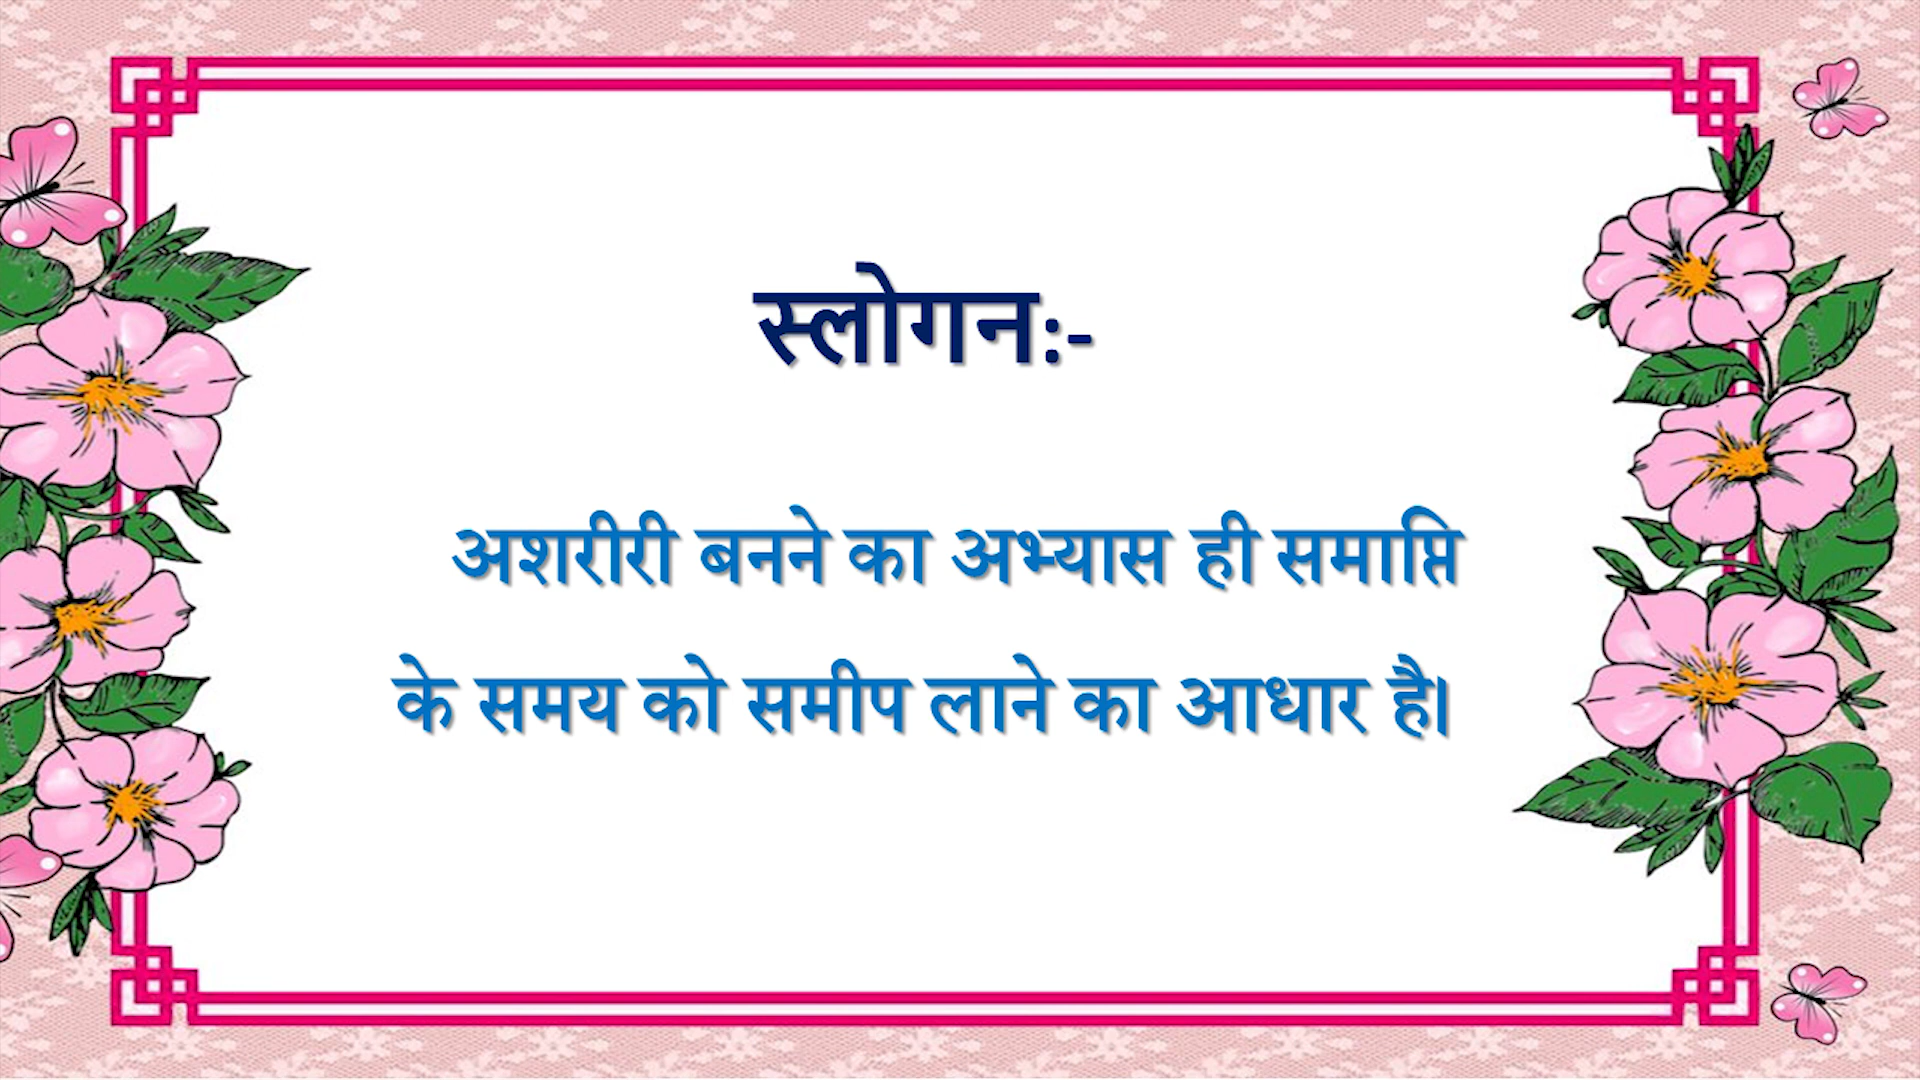 स्लोगन:-
अशरीरी बनने का अभ्यास ही समाप्ति
के समय को समीप लाने का आधार है।